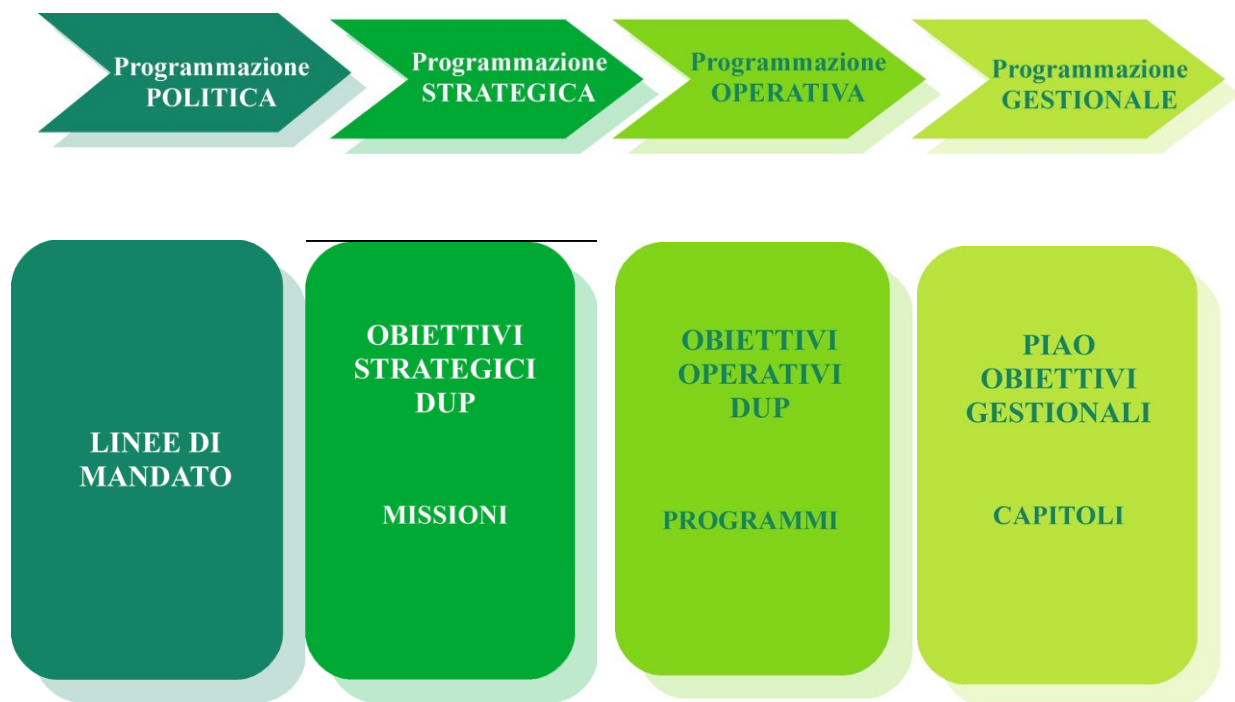 Programmazione
POLITICA
Programmazione
STRATEGICA
Programmazione
OPERATIVA
Programmazione
GESTIONALE
LINEE DI
MANDATO
OBIETTIVI
STRATEGICI
DUP
MISSIONI
OBIETTIVI
OPERATIVI
DUP
PROGRAMMI
PIAO
OBIETTIVI
GESTIONALI
CAPITOLI